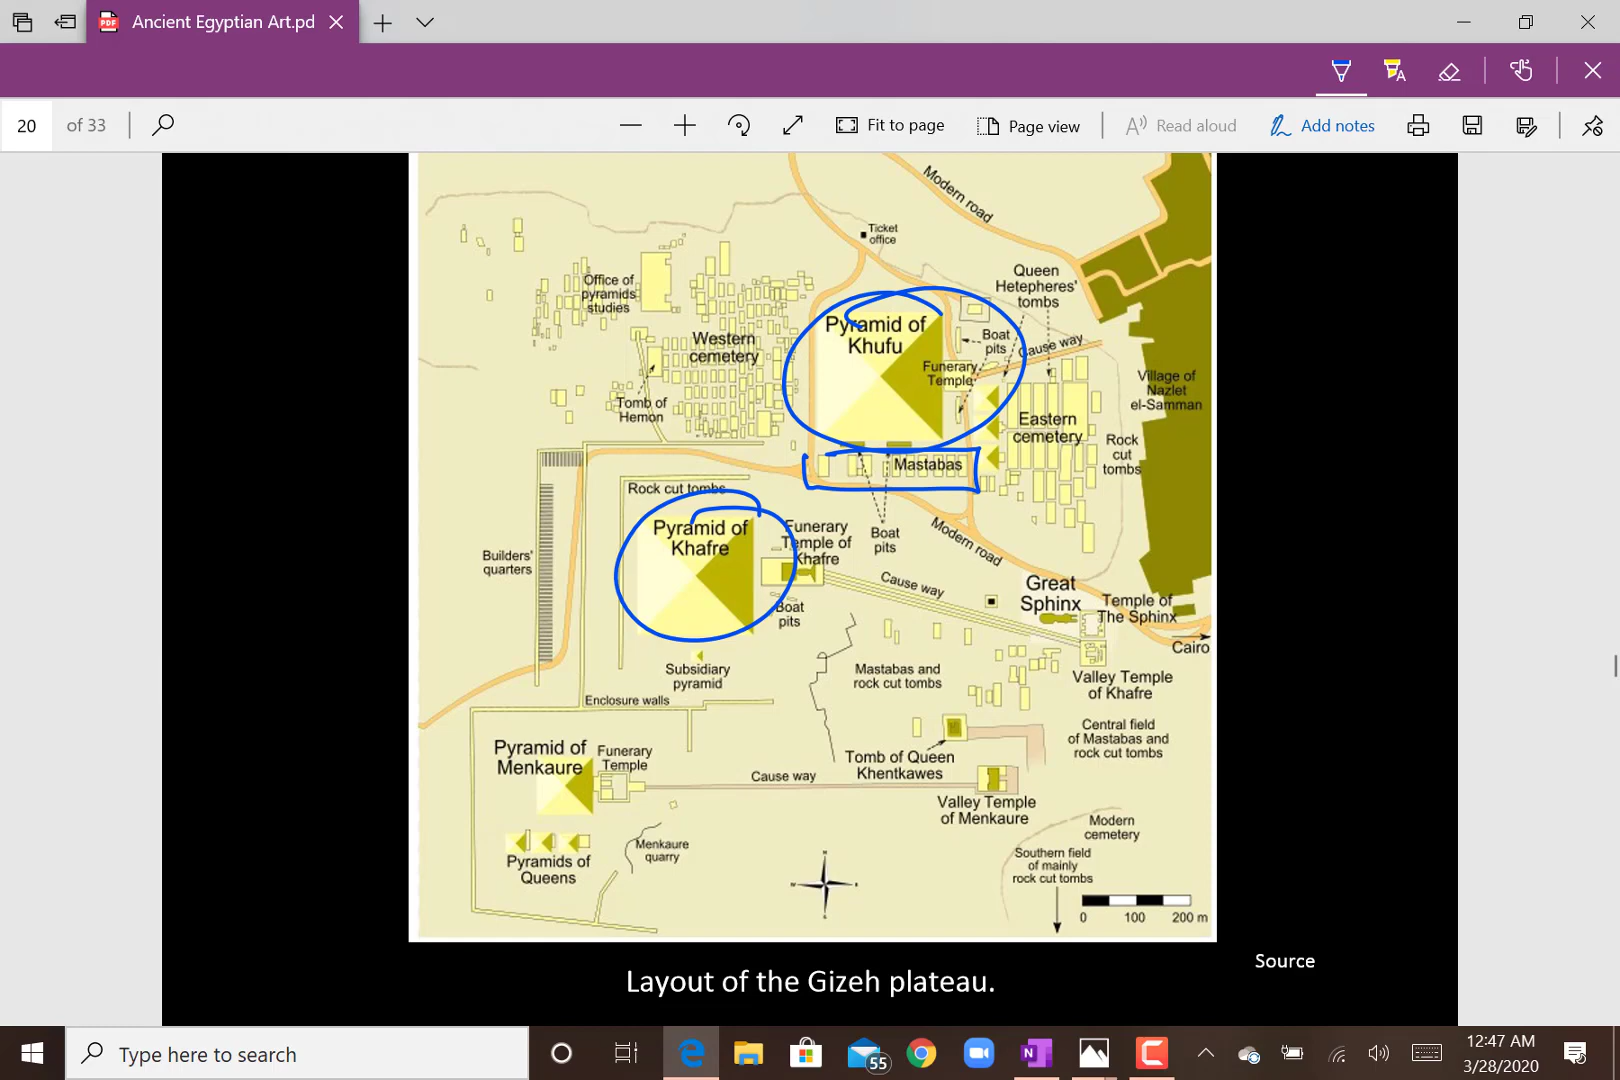 Ancient Egyptian Art.pd
20 of 33
Fit to page
Page view
Read aloud
Add notes
Modern road
Ticket
office
Queen
Hetepheres'
tombs
Office of
pyramids
studies
Pyramid of
Khufu
Boat
pits
Cause way
Western
cemetery
Funerary
Temple
Village of
Nazlet
el-Samman
Tomb of
Hemon
Eastern
cemetery
Rock
cut
tombs
Mastabas
Rock cut tombs
Pyramid of
Khafre
Funerary
Temple of
Khafre
Boat
pits
Modern road
Builders'
quarters
Cause way
Great
Sphinx
Temple of
The Sphinx
Boat
pits
Cairo
Subsidiary
pyramid
Mastabas and
rock cut tombs
Valley Temple
of Khafre
Enclosure walls
Central field
of Mastabas and
rock cut tombs
Pyramid of
Menkaure
Funerary
Temple
Tomb of Queen
Khentkawes
Cause way
Valley Temple
of Menkaure
Modern
cemetery
Menkaure
quarry
Pyramids of
Queens
Southern field
of mainly
rock cut tombs
0 100 200 m
Source
Layout of the Gizeh plateau.
Type here to search
55
12:47 AM
3/28/2020